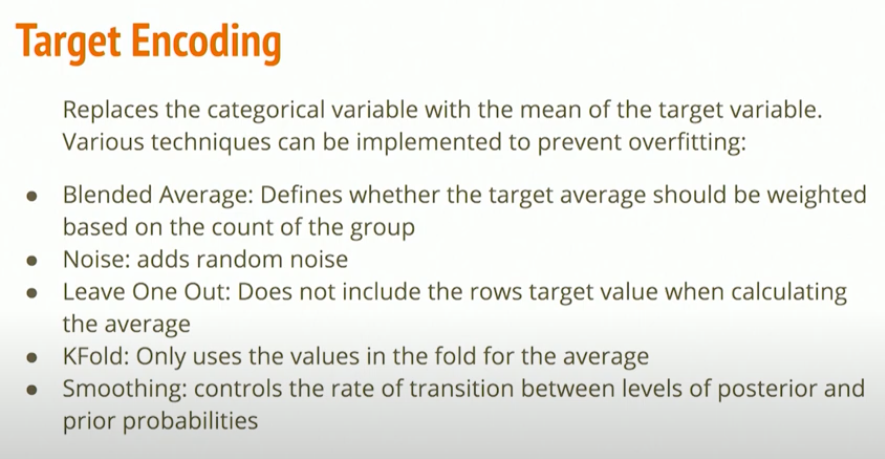 Target Encoding
Replaces the categorical variable with the mean of the target variable.
Various techniques can be implemented to prevent overfitting:
● Blended Average: Defines whether the target average should be weighted
based on the count of the group
● Noise: adds random noise
● Leave One Out: Does not include the rows target value when calculating
the average
● KFold: Only uses the values in the fold for the average
● Smoothing: controls the rate of transition between levels of posterior and
prior probabilities